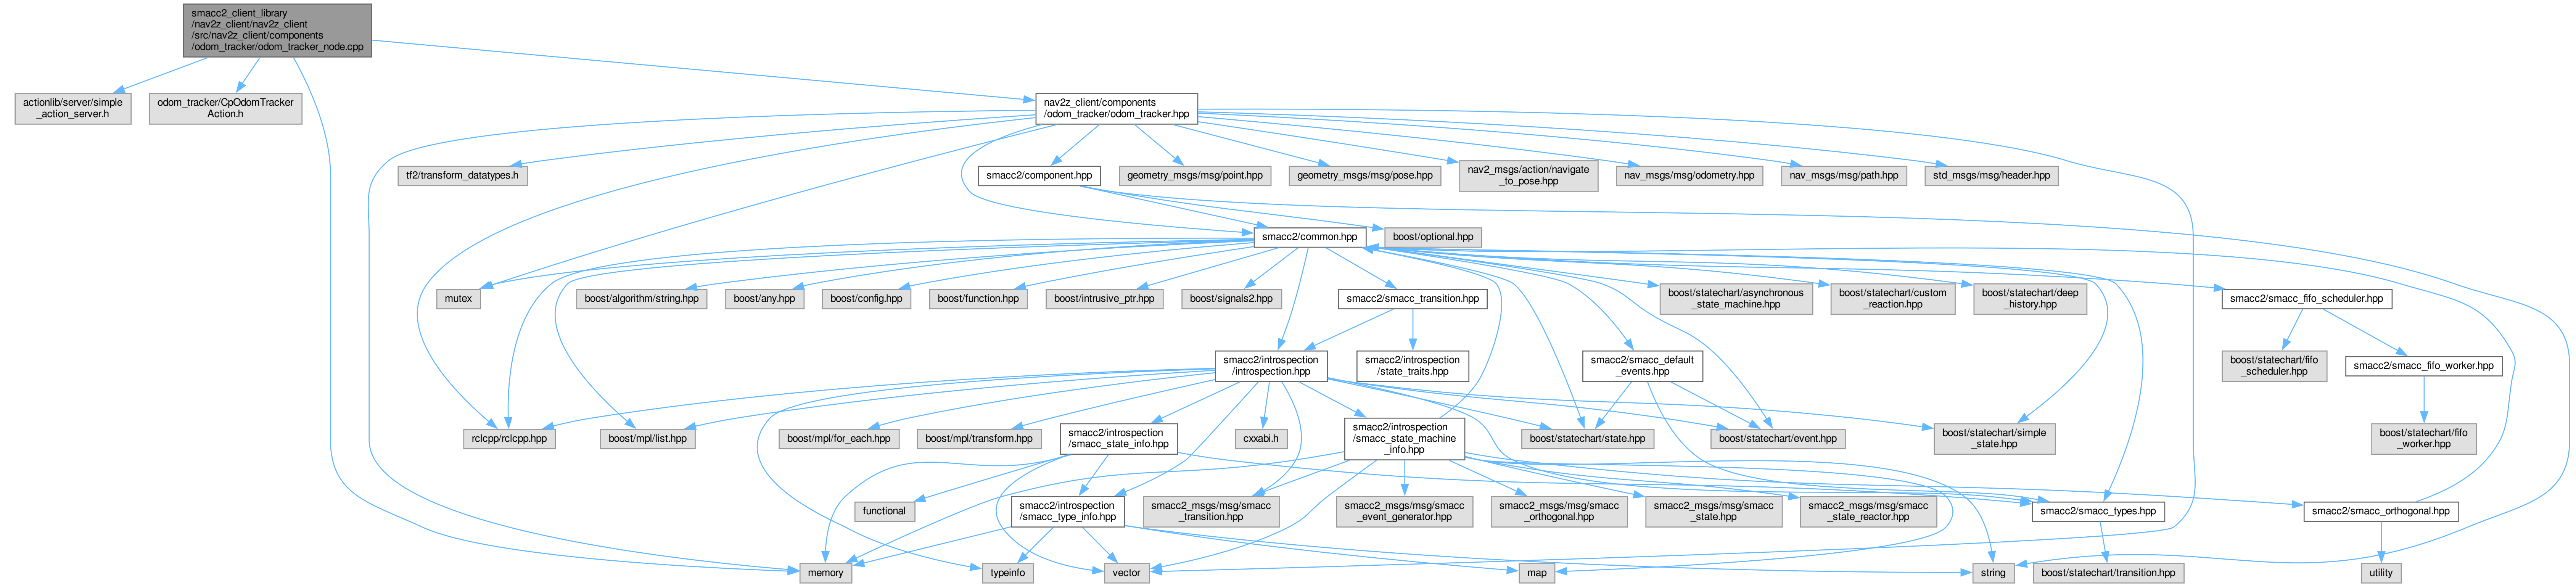 smacc2_client_library
/nav2z_client/nav2z_client
/src/nav2z_client/components
/odom_tracker/odom_tracker_node.cpp
actionlib/server/simple
_action_server.h
odom_tracker/CpOdomTracker
Action.h
nav2z_client/components
/odom_tracker/odom_tracker.hpp
tf2/transform_datatypes.h
smacc2/component.hpp
geometry_msgs/msg/point.hpp
geometry_msgs/msg/pose.hpp
nav2_msgs/action/navigate
_to_pose.hpp
nav_msgs/msg/odometry.hpp
nav_msgs/msg/path.hpp
std_msgs/msg/header.hpp
smacc2/common.hpp
boost/optional.hpp
mutex
boost/algorithm/string.hpp
boost/any.hpp
boost/config.hpp
boost/function.hpp
boost/intrusive_ptr.hpp
boost/signals2.hpp
smacc2/smacc_transition.hpp
boost/statechart/asynchronous
_state_machine.hpp
boost/statechart/custom
_reaction.hpp
boost/statechart/deep
_history.hpp
smacc2/smacc_fifo_scheduler.hpp
smacc2/introspection
/introspection.hpp
smacc2/introspection
/state_traits.hpp
smacc2/smacc_default
_events.hpp
boost/statechart/fifo
_scheduler.hpp
smacc2/smacc_fifo_worker.hpp
rclcpp/rclcpp.hpp
boost/mpl/list.hpp
boost/mpl/for_each.hpp
boost/mpl/transform.hpp
smacc2/introspection
/smacc_state_info.hpp
cxxabi.h
smacc2/introspection
/smacc_state_machine
_info.hpp
boost/statechart/state.hpp
boost/statechart/event.hpp
boost/statechart/simple
_state.hpp
boost/statechart/fifo
_worker.hpp
functional
smacc2/introspection
/smacc_type_info.hpp
smacc2_msgs/msg/smacc
_transition.hpp
smacc2_msgs/msg/smacc
_event_generator.hpp
smacc2_msgs/msg/smacc
_orthogonal.hpp
smacc2_msgs/msg/smacc
_state.hpp
smacc2_msgs/msg/smacc
_state_reactor.hpp
smacc2/smacc_types.hpp
smacc2/smacc_orthogonal.hpp
memory
typeinfo
vector
map
string
boost/statechart/transition.hpp
utility